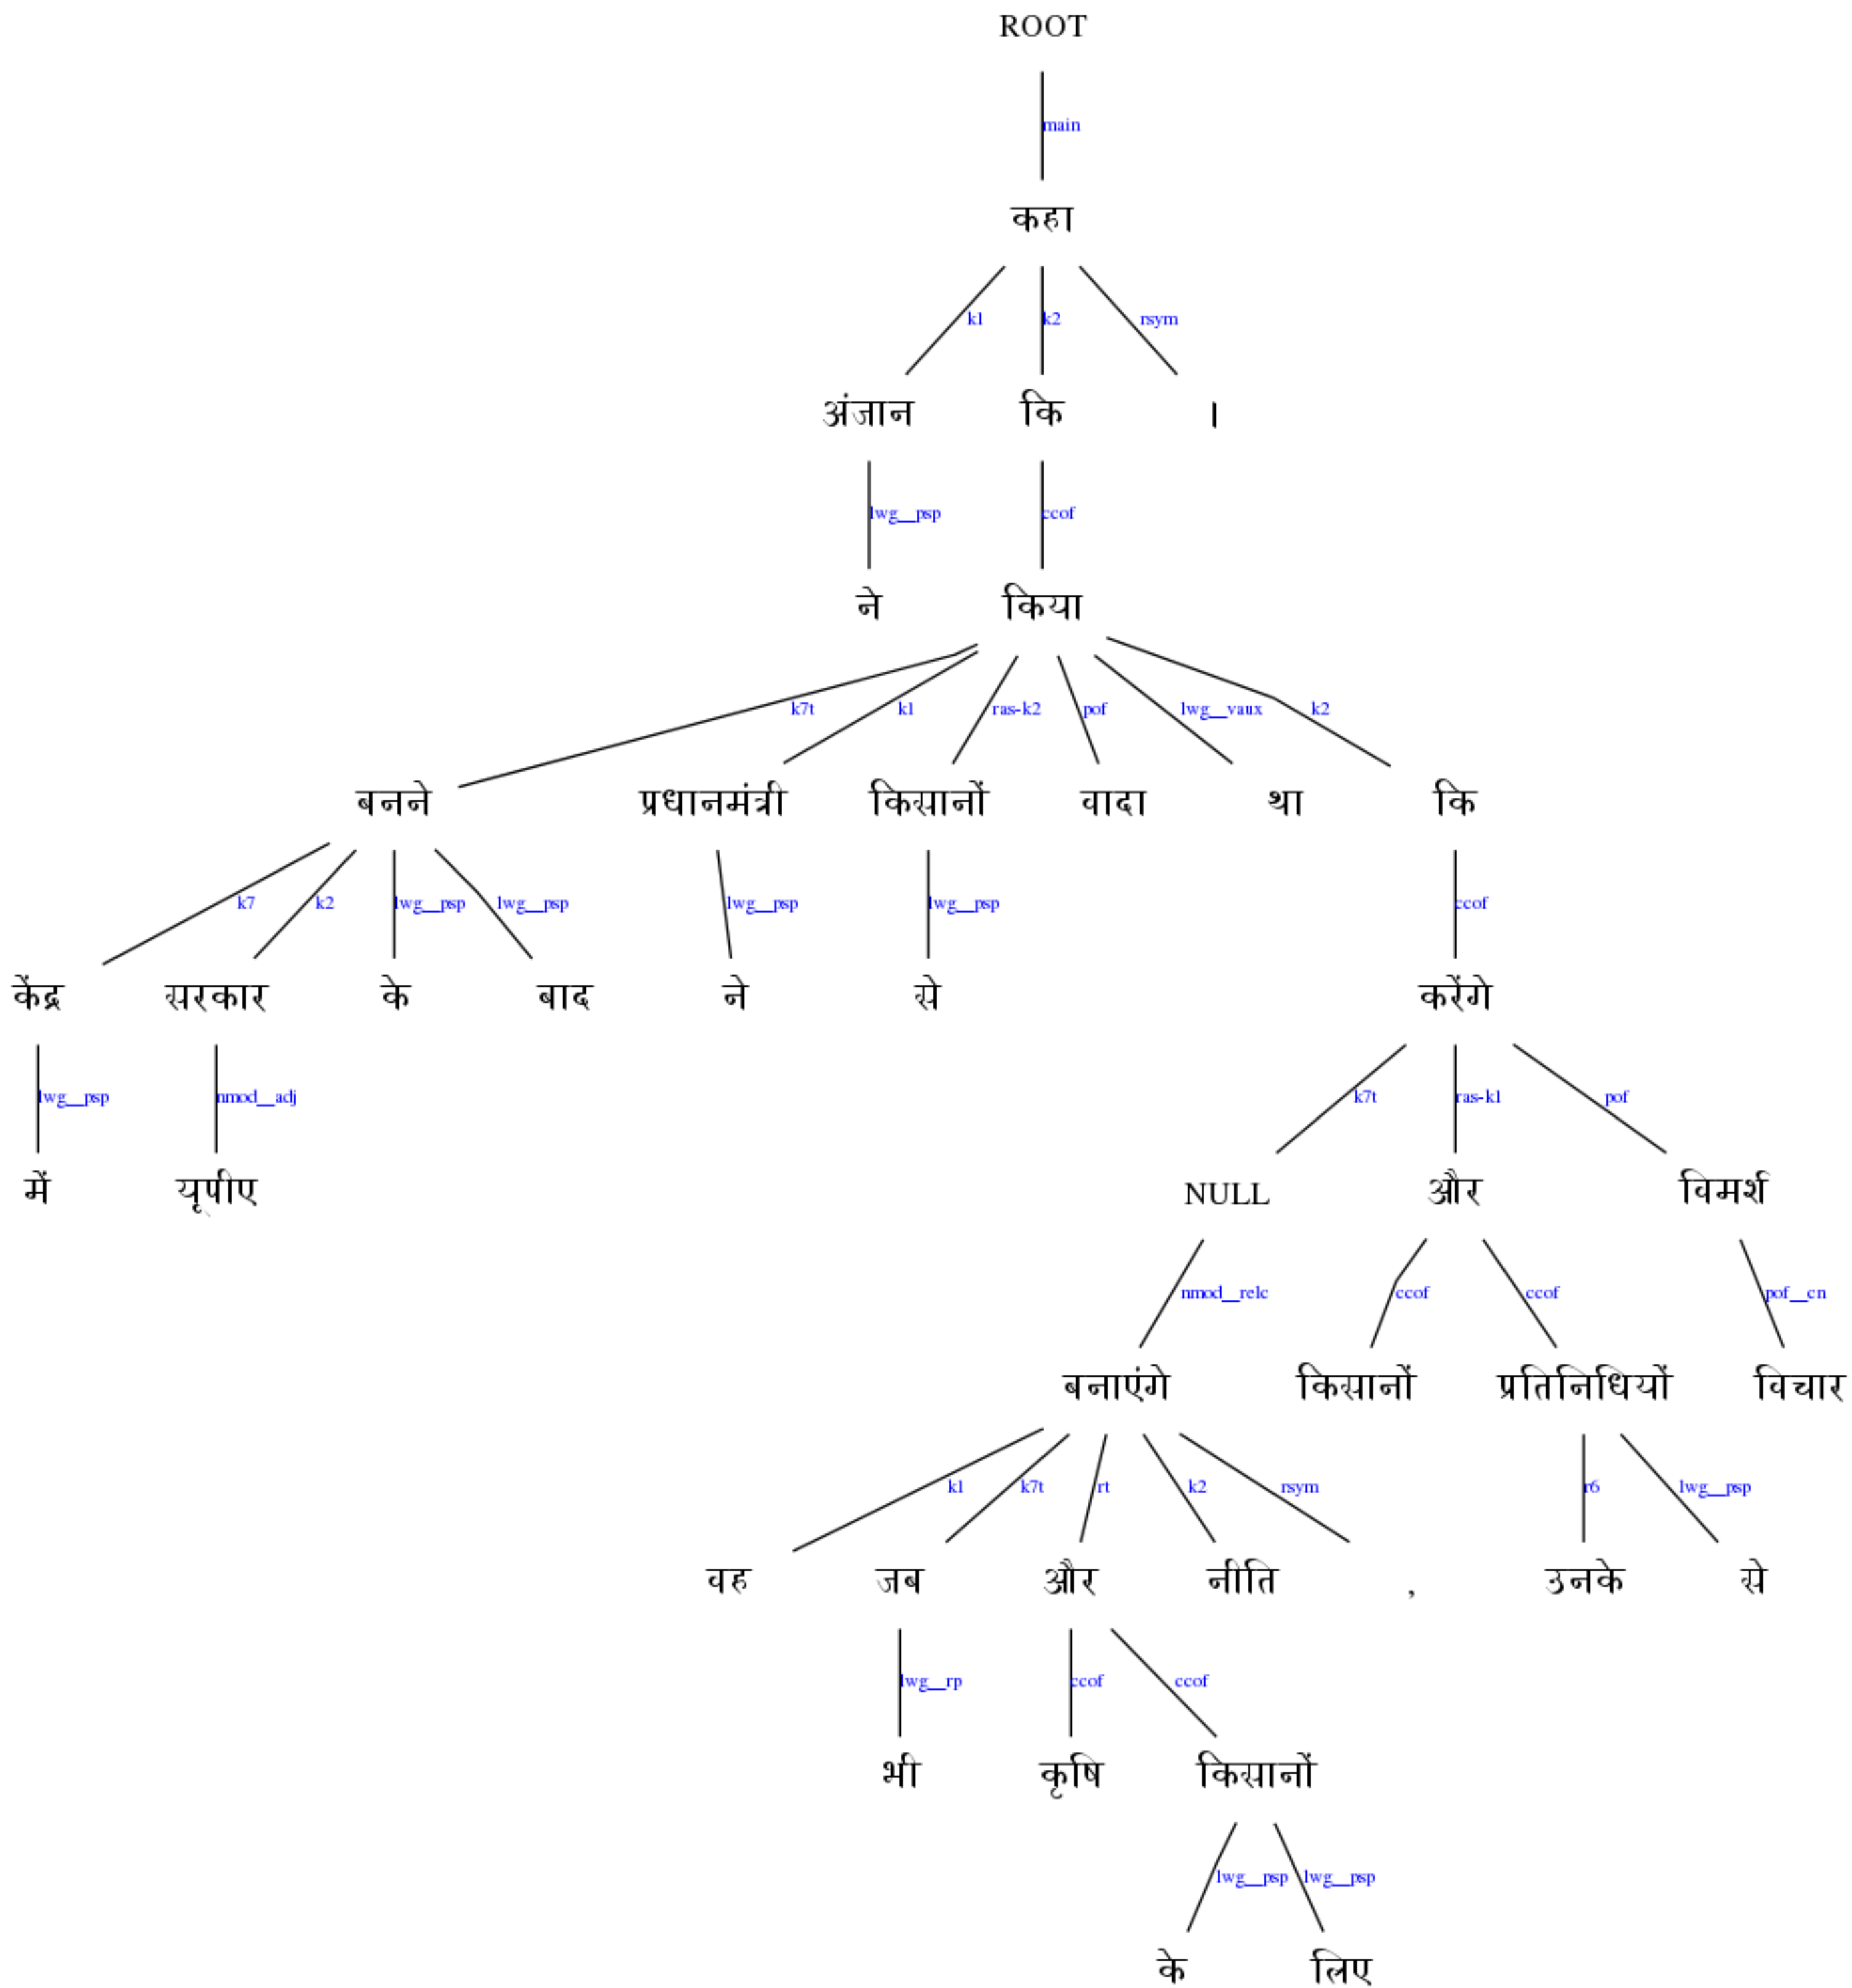 ROOT
main
कहा
k1 k2 rsym
अंजान कि ।
lwg__psp ccof
ने किया
k7t k1 ras-k2 pof lwg__vaux k2
बनने प्रधानमंत्री किसानों वादा था कि
k7 k2 lwg__psp lwg__psp lwg__psp lwg__psp ccof
केंद्र सरकार के बाद ने से करेंगे
lwg__psp nmod__adj k7t ras-k1 pof
में यूपीए NULL और विमर्श
nmod__relc ccof ccof pof__cn
बनाएंगे किसानों प्रतिनिधियों विचार
k1 k7t rt k2 rsym r6 lwg__psp
वह जब और नीति , उनके से
lwg__rp ccof ccof
भी कृषि किसानों
lwg__psp lwg__psp
के लिए